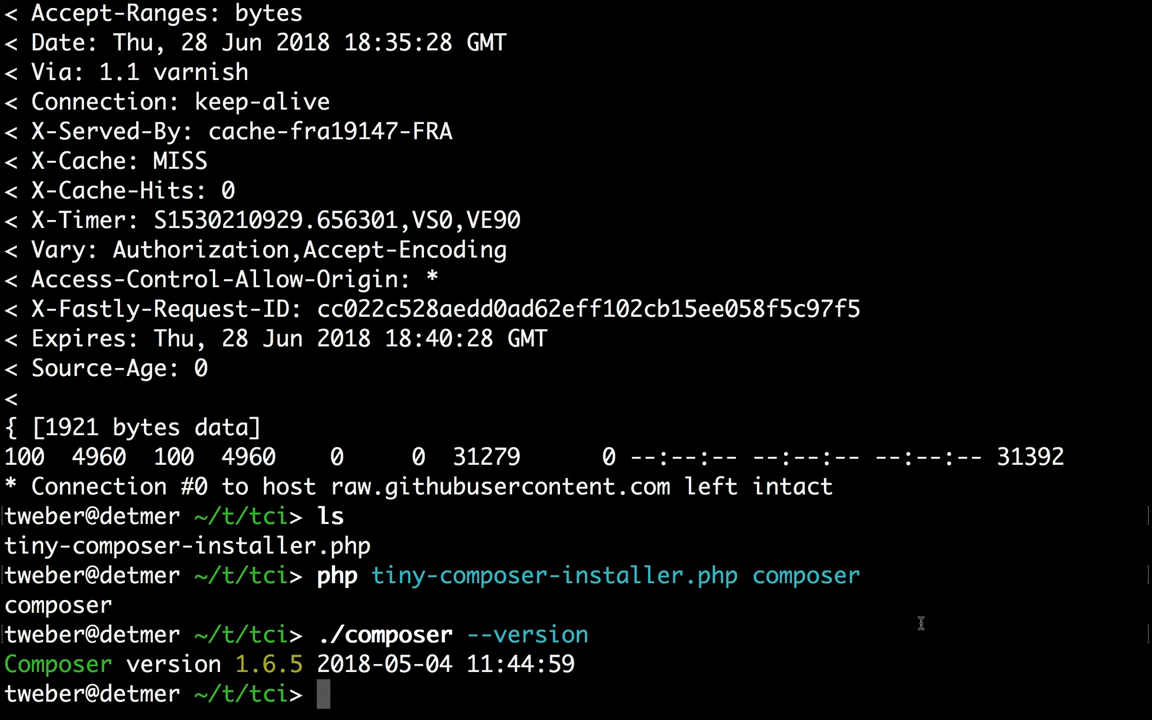 < Accept-Ranges: bytes
< Date: Thu, 28 Jun 2018 18:35:28 GMT
< Via: 1.1 varnish
< Connection: keep-alive
< X-Served-By: cache-fra19147-FRA
< X-Cache: MISS
< X-Cache-Hits: 0
< X-Timer: S1530210929.656301,VS0,VE90
< Vary: Authorization,Accept-Encoding
< Access-Control-Allow-Origin: *
< X-Fastly-Request-ID: cc022c528aedd0ad62eff102cb15ee058f5c97f5
< Expires: Thu, 28 Jun 2018 18:40:28 GMT
< Source-Age: 0
<
{ [1921 bytes data]
100  4960  100  4960    0     0  31279      0 --:--:-- --:--:-- --:--:-- 31392
* Connection #0 to host raw.githubusercontent.com left intact
tweber@detmer ~/t/tci> ls
tiny-composer-installer.php
tweber@detmer ~/t/tci> php tiny-composer-installer.php composer
composer
tweber@detmer ~/t/tci> ./composer --version
Composer version 1.6.5 2018-05-04 11:44:59
tweber@detmer ~/t/tci>